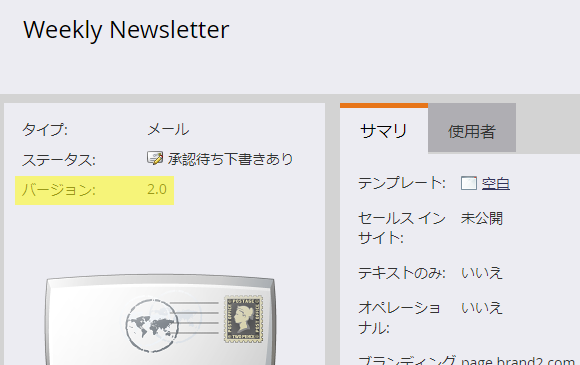 Weekly Newsletter
タイプ: メール
ステータス: 承認待ち下書きあり
バージョン: 2.0
サマリ 使用者
テンプレート: 空白
セールス イン 未公開
サイト:
テキストのみ: いいえ
オペレーショ いいえ
ナル:
ブランディング page.brand2.com
POSTAGE